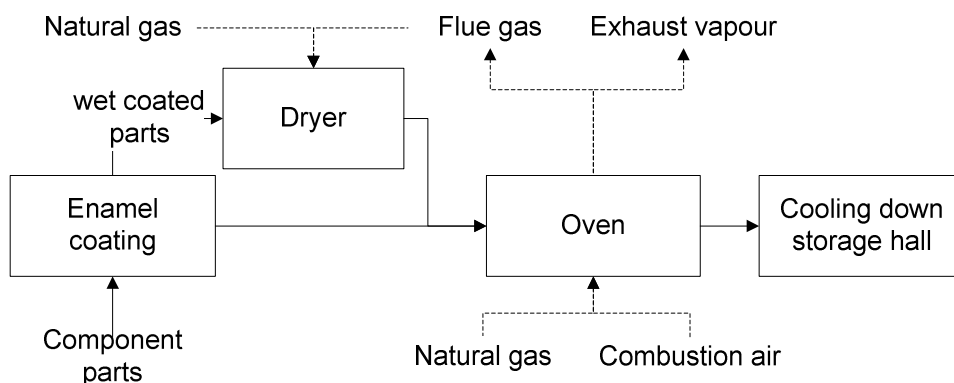 Natural gas
Flue gas
Exhaust vapour
wet coated
parts
Dryer
Enamel
coating
Oven
Cooling down
storage hall
Component
parts
Natural gas
Combustion air